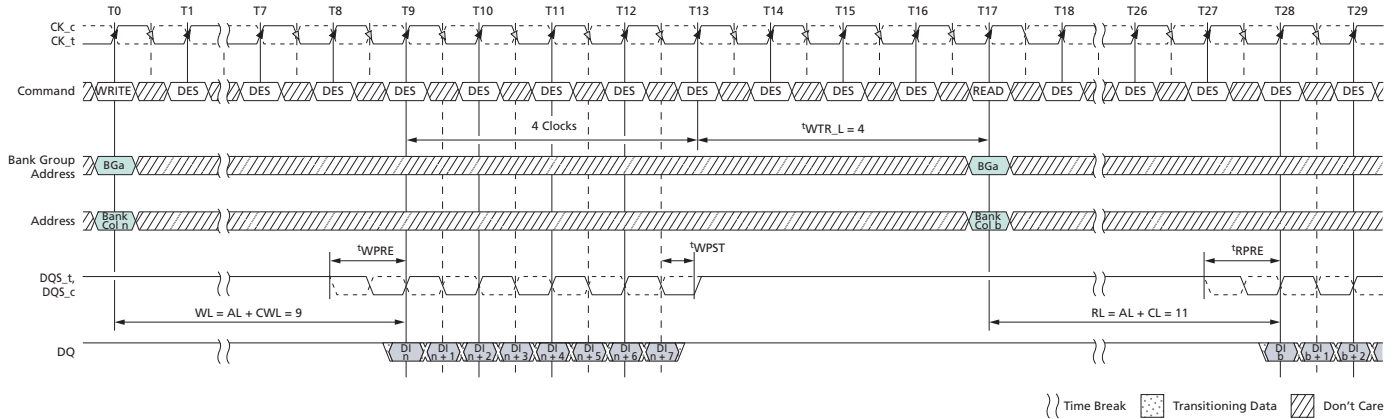 T0 T1 T7 T8 T9 T10 T11 T12 T13 T14 T15 T16 T17 T18 T26 T27 T28 T29
CK_c
CK_t
Command WRITE DES DES DES DES DES DES DES DES DES DES DES READ DES DES DES DES DES
4 Clocks tWTR_L = 4
Bank Group
Address
BGa BGa
Address
Bank
Col n
Bank
Col b
tWPRE tWPST tRPRE
DQS_t,
DQS_c
WL = AL + CWL = 9 RL = AL + CL = 11
DQ
DI
n
DI
n + 1
DI
n + 2
DI
n + 3
DI
n + 4
DI
n + 5
DI
n + 6
DI
n + 7
DI
b
DI
b + 1
DI
b + 2
Time Break Transitioning Data Don't Care